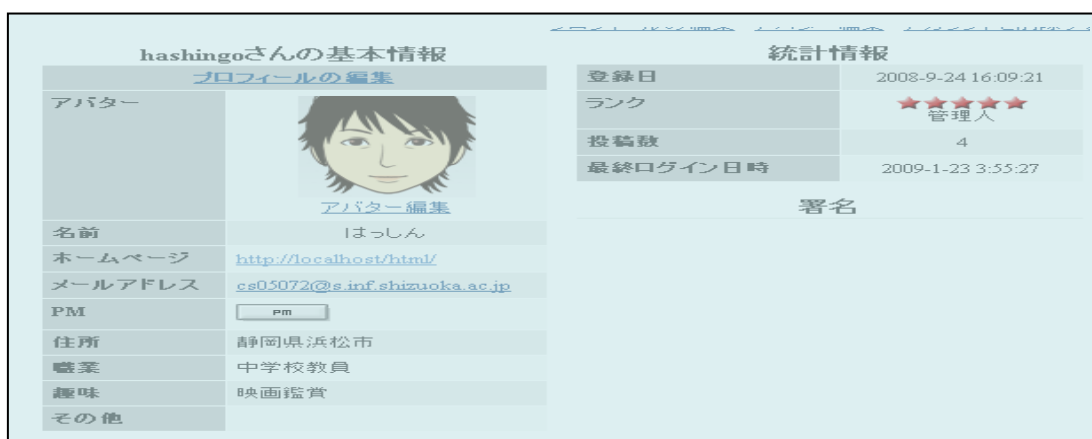 hashingoさんの基本情報
プロフィールの編集
アバター
アバター編集
名前 はっしん
ホームページ http://localhost/html/
メールアドレス cs05072@s.inf.shizuoka.ac.jp
PM pm
住所 静岡県浜松市
職業 中学校教員
趣味 映画鑑賞
その他
統計情報
登録日 2008-9-24 16:09:21
ランク
管理人
投稿数 4
最終ログイン日時 2009-1-23 3:55:27
署名